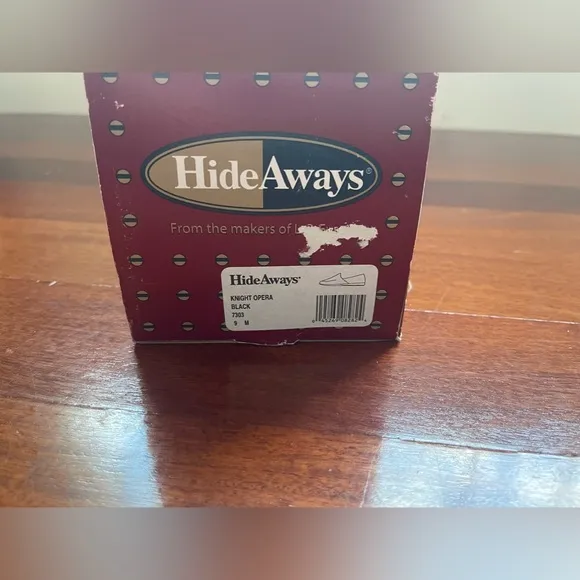 HideAways®
From the makers of
HideAways®
KNIGHT OPERA
BLACK
7303
9 M